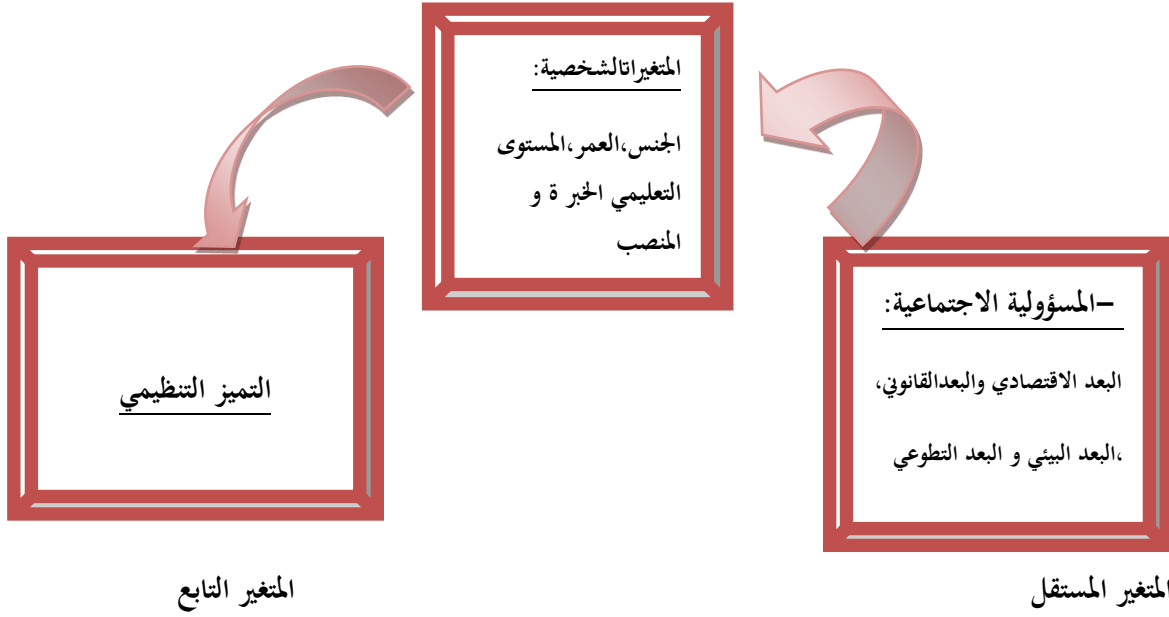 المتغيراتالشخصية:
الجنس،العمر،المستوى
التعليمي الخبر ة و
المنصب
–المسؤولية الاجتماعية:
البعد الاقتصادي والبعدالقانوني،
،البعد البيئي و البعد التطوعي
التميز التنظيمي
المتغير المستقل
المتغير التابع